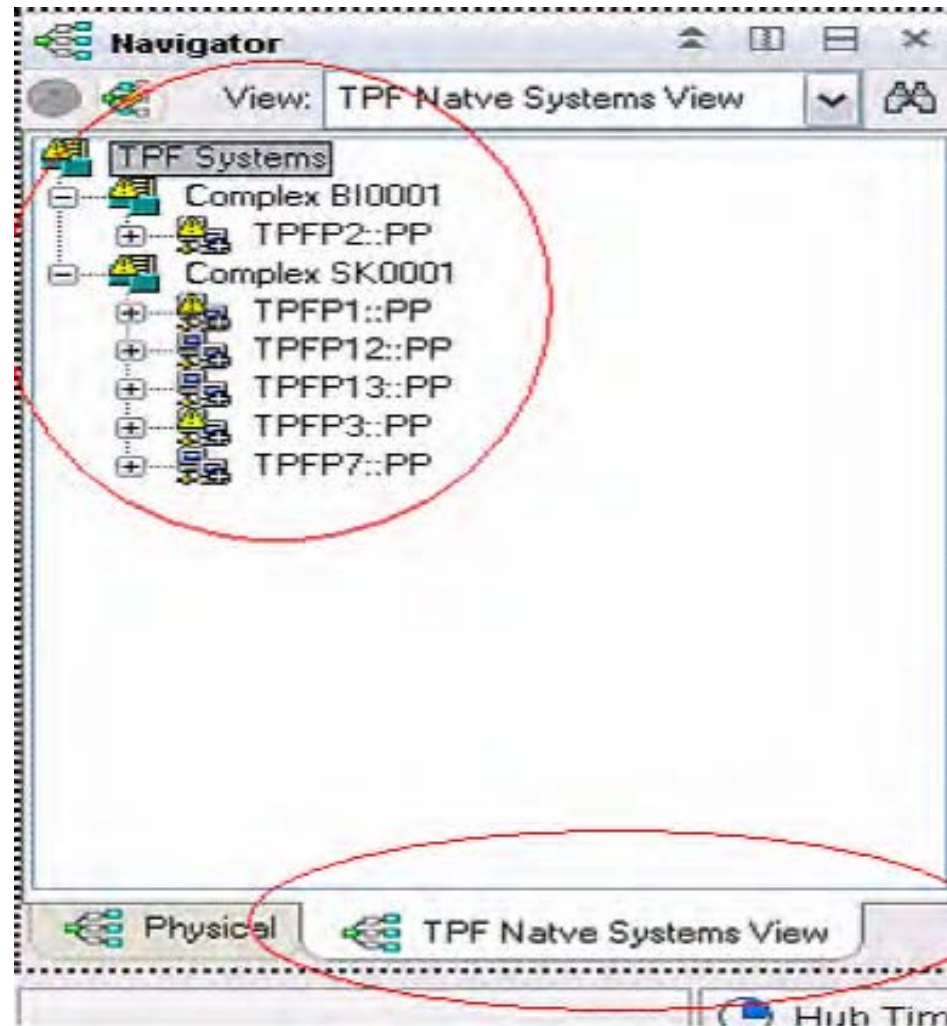 Navigator
View: TPF Natve Systems View
TPF Systems
Complex BI0001
TPFP2::PP
Complex SK0001
TPFP1::PP
TPFP12::PP
TPFP13::PP
TPFP3::PP
TPFP7::PP
Physical TPF Natve Systems View
Hub Tim